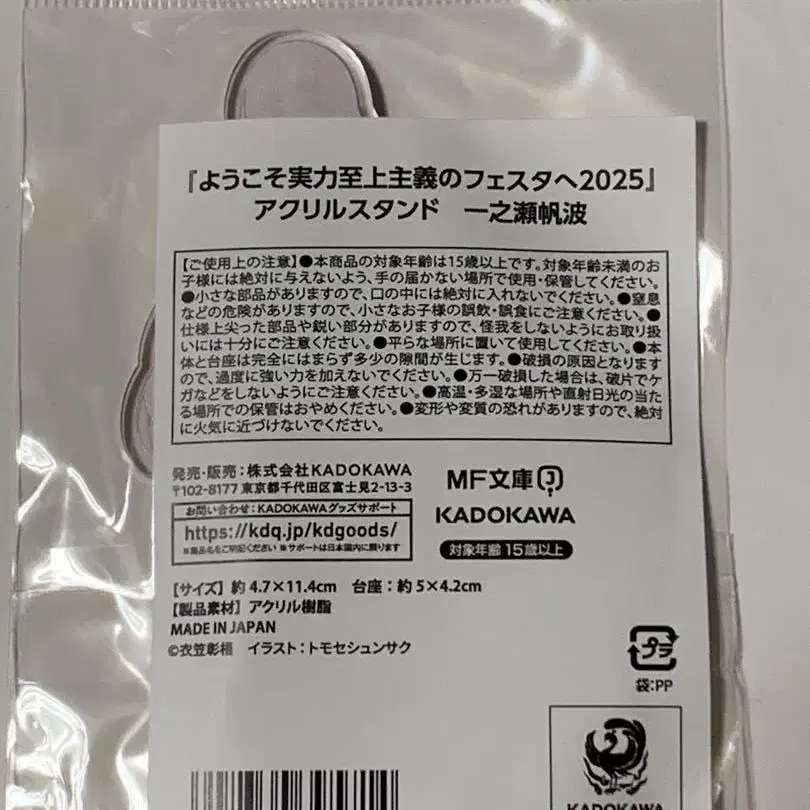 『ようこそ実力至上主義のフェスタへ2025』
アクリルスタンド　一之瀬帆波
【ご使用上の注意】●本商品の対象年齢は15歳以上です。対象年齢未満のお
子様には絶対に与えないよう、手の届かない場所で使用・保管してください。
●小さな部品がありますので、口の中には絶対に入れないでください。●窒息
などの危険がありますので、小さなお子様の誤飲・誤食にご注意ください。●
仕様上尖った部品や鋭い部分がありますので、怪我をしないようにお取り扱
いには十分にご注意ください。●平らな場所に置いて使用してください。●本
体と台座は完全にはまらず多少の隙間が生じます。●破損の原因となります
ので、過度に強い力を加えないでください。●万一破損した場合は、破片でケ
ガなどをしないようにご注意ください。●高温・多湿な場所や直射日光の当た
る場所での保管はおやめください。●変形や変質の恐れがありますので、絶対
に火気に近づけないでください。
発売・販売：株式会社KADOKAWA
〒102-8177 東京都千代田区富士見2-13-3
お問い合わせ：KADOKAWAグッズサポート
https://kdq.jp/kdgoods/
※商品名をご明記ください ※サポートは日本国内に限ります
MF文庫J
KADOKAWA
対象年齢 15歳以上
【サイズ】約 4.7×11.4cm　台座：約 5×4.2cm
【製品素材】アクリル樹脂
MADE IN JAPAN
©衣笠彰梧　イラスト：トモセシュンサク
プラ
袋：PP
KADOKAWA